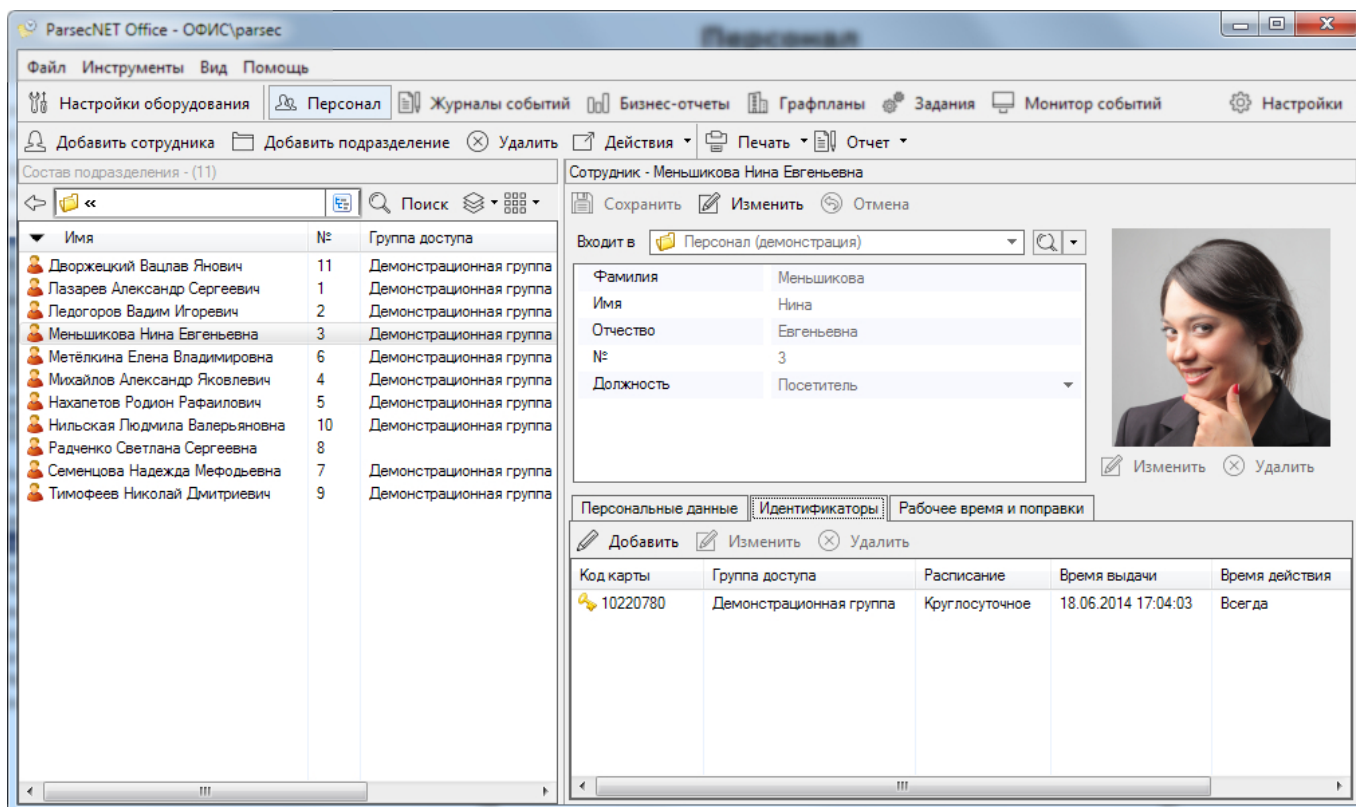 ParsecNET Office - ОФИС\parsec
Персонал
Файл Инструменты Вид Помощь
Настройки оборудования Персонал Журналы событий Бизнес-отчеты Графпланы Задания Монитор событий Настройки
Добавить сотрудника Добавить подразделение Удалить Действия Печать Отчет
Состав подразделения - (11)
« Поиск
Имя № Группа доступа
Дворжецкий Вацлав Янович 11 Демонстрационная группа
Лазарев Александр Сергеевич 1 Демонстрационная группа
Ледогоров Вадим Игоревич 2 Демонстрационная группа
Меньшикова Нина Евгеньевна 3 Демонстрационная группа
Метёлкина Елена Владимировна 6 Демонстрационная группа
Михайлов Александр Яковлевич 4 Демонстрационная группа
Нахапетов Родион Рафаилович 5 Демонстрационная группа
Нильская Людмила Валерьяновна 10 Демонстрационная группа
Радченко Светлана Сергеевна 8
Семенцова Надежда Мефодьевна 7 Демонстрационная группа
Тимофеев Николай Дмитриевич 9 Демонстрационная группа
Сотрудник - Меньшикова Нина Евгеньевна
Сохранить Изменить Отмена
Входит в Персонал (демонстрация)
Фамилия Меньшикова
Имя Нина
Отчество Евгеньевна
№ 3
Должность Посетитель
Изменить Удалить
Персональные данные Идентификаторы Рабочее время и поправки
Добавить Изменить Удалить
Код карты Группа доступа Расписание Время выдачи Время действия
10220780 Демонстрационная группа Круглосуточное 18.06.2014 17:04:03 Всегда